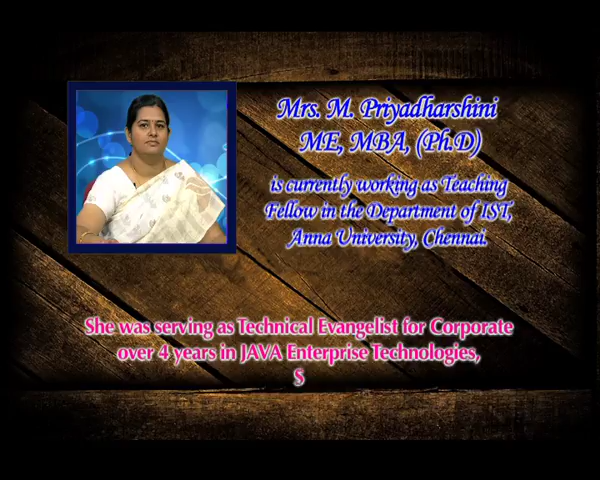 Mrs. M. Priyadharshini
ME, MBA, (Ph.D)
is currently working as Teaching
Fellow in the Department of IST,
Anna University, Chennai.
She was serving as Technical Evangelist for Corporate
over 4 years in JAVA Enterprise Technologies,
S